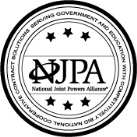 NATIONAL COOPERATIVE CONTRACT SOLUTIONS. SERVING GOVERNMENT AND EDUCATION WITH COMPETITIVELY BID
NJPA
National Joint Powers Alliance®